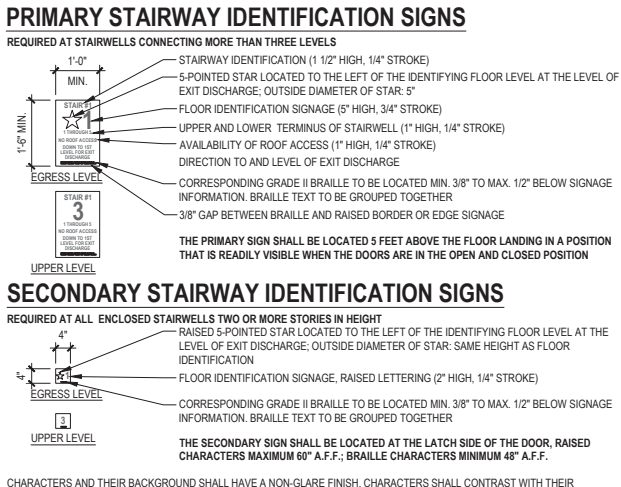 PRIMARY STAIRWAY IDENTIFICATION SIGNS
REQUIRED AT STAIRWELLS CONNECTING MORE THAN THREE LEVELS
1'-0"
MIN.
1'-6" MIN.
STAIR #1
1
1 THROUGH 5
NO ROOF ACCESS
DOWN TO 1ST
LEVEL FOR EXIT
DISCHARGE
EGRESS LEVEL
STAIR #1
3
1 THROUGH 5
NO ROOF ACCESS
DOWN TO 1ST
LEVEL FOR EXIT
DISCHARGE
UPPER LEVEL
STAIRWAY IDENTIFICATION (1 1/2" HIGH, 1/4" STROKE)
5-POINTED STAR LOCATED TO THE LEFT OF THE IDENTIFYING FLOOR LEVEL AT THE LEVEL OF
EXIT DISCHARGE; OUTSIDE DIAMETER OF STAR: 5"
FLOOR IDENTIFICATION SIGNAGE (5" HIGH, 3/4" STROKE)
UPPER AND LOWER TERMINUS OF STAIRWELL (1" HIGH, 1/4" STROKE)
AVAILABILITY OF ROOF ACCESS (1" HIGH, 1/4" STROKE)
DIRECTION TO AND LEVEL OF EXIT DISCHARGE
CORRESPONDING GRADE II BRAILLE TO BE LOCATED MIN. 3/8" TO MAX. 1/2" BELOW SIGNAGE
INFORMATION. BRAILLE TEXT TO BE GROUPED TOGETHER
3/8" GAP BETWEEN BRAILLE AND RAISED BORDER OR EDGE SIGNAGE
THE PRIMARY SIGN SHALL BE LOCATED 5 FEET ABOVE THE FLOOR LANDING IN A POSITION
THAT IS READILY VISIBLE WHEN THE DOORS ARE IN THE OPEN AND CLOSED POSITION
SECONDARY STAIRWAY IDENTIFICATION SIGNS
REQUIRED AT ALL ENCLOSED STAIRWELLS TWO OR MORE STORIES IN HEIGHT
4"
4"
1
EGRESS LEVEL
3
UPPER LEVEL
RAISED 5-POINTED STAR LOCATED TO THE LEFT OF THE IDENTIFYING FLOOR LEVEL AT THE
LEVEL OF EXIT DISCHARGE; OUTSIDE DIAMETER OF STAR: SAME HEIGHT AS FLOOR
IDENTIFICATION
FLOOR IDENTIFICATION SIGNAGE, RAISED LETTERING (2" HIGH, 1/4" STROKE)
CORRESPONDING GRADE II BRAILLE TO BE LOCATED MIN. 3/8" TO MAX. 1/2" BELOW SIGNAGE
INFORMATION. BRAILLE TEXT TO BE GROUPED TOGETHER
THE SECONDARY SIGN SHALL BE LOCATED AT THE LATCH SIDE OF THE DOOR, RAISED
CHARACTERS MAXIMUM 60" A.F.F.; BRAILLE CHARACTERS MINIMUM 48" A.F.F.
CHARACTERS AND THEIR BACKGROUND SHALL HAVE A NON-GLARE FINISH. CHARACTERS SHALL CONTRAST WITH THEIR